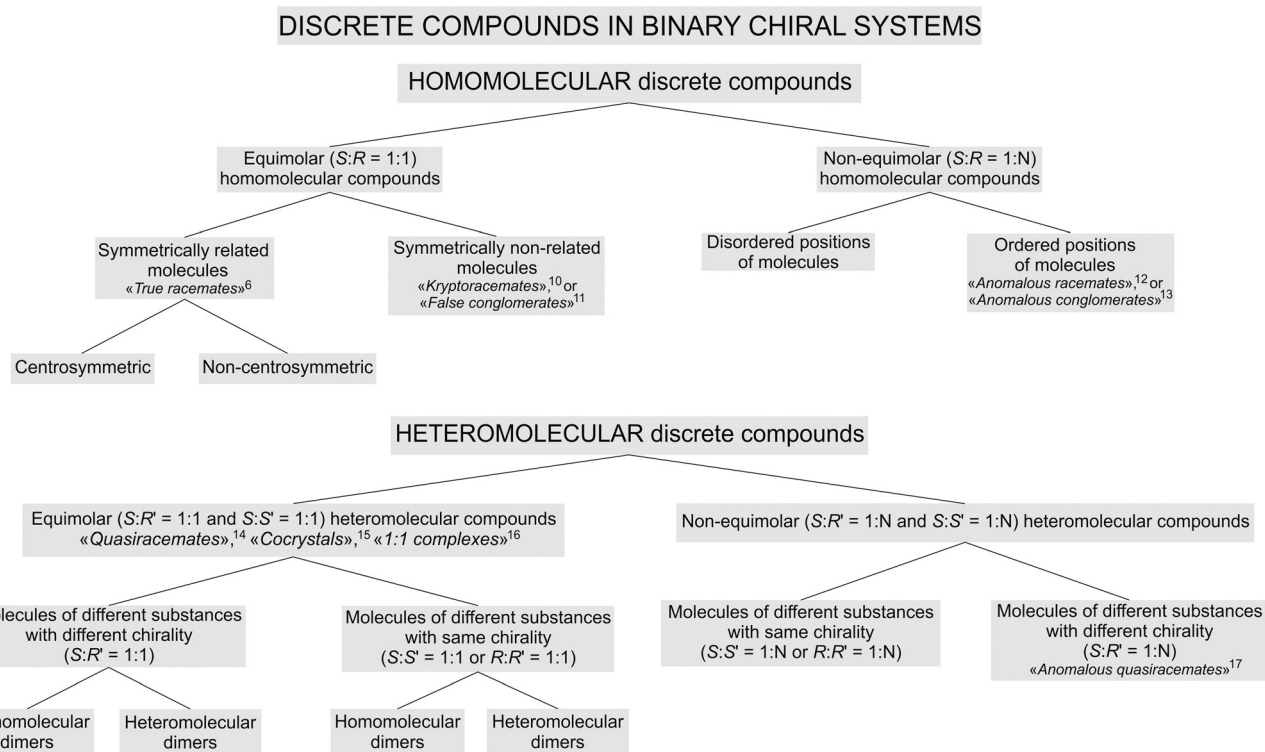 DISCRETE COMPOUNDS IN BINARY CHIRAL SYSTEMS
HOMOMOLECULAR discrete compounds
Equimolar (S:R = 1:1)
homomolecular compounds
Non-equimolar (S:R = 1:N)
homomolecular compounds
Symmetrically related
molecules
«True racemates»⁶
Symmetrically non-related
molecules
«Kryptoracemates»,¹⁰ or
«False conglomerates»¹¹
Disordered positions
of molecules
Ordered positions
of molecules
«Anomalous racemates»,¹² or
«Anomalous conglomerates»¹³
Centrosymmetric
Non-centrosymmetric
HETEROMOLECULAR discrete compounds
Equimolar (S:R' = 1:1 and S:S' = 1:1) heteromolecular compounds
«Quasiracemates»,¹⁴ «Cocrystals»,¹⁵ «1:1 complexes»¹⁶
Non-equimolar (S:R' = 1:N and S:S' = 1:N) heteromolecular compounds
lecules of different substances
with different chirality
(S:R' = 1:1)
Molecules of different substances
with same chirality
(S:S' = 1:1 or R:R' = 1:1)
Molecules of different substances
with same chirality
(S:S' = 1:N or R:R' = 1:N)
Molecules of different substances
with different chirality
(S:R' = 1:N)
«Anomalous quasiracemates»¹⁷
omolecular
dimers
Heteromolecular
dimers
Homomolecular
dimers
Heteromolecular
dimers